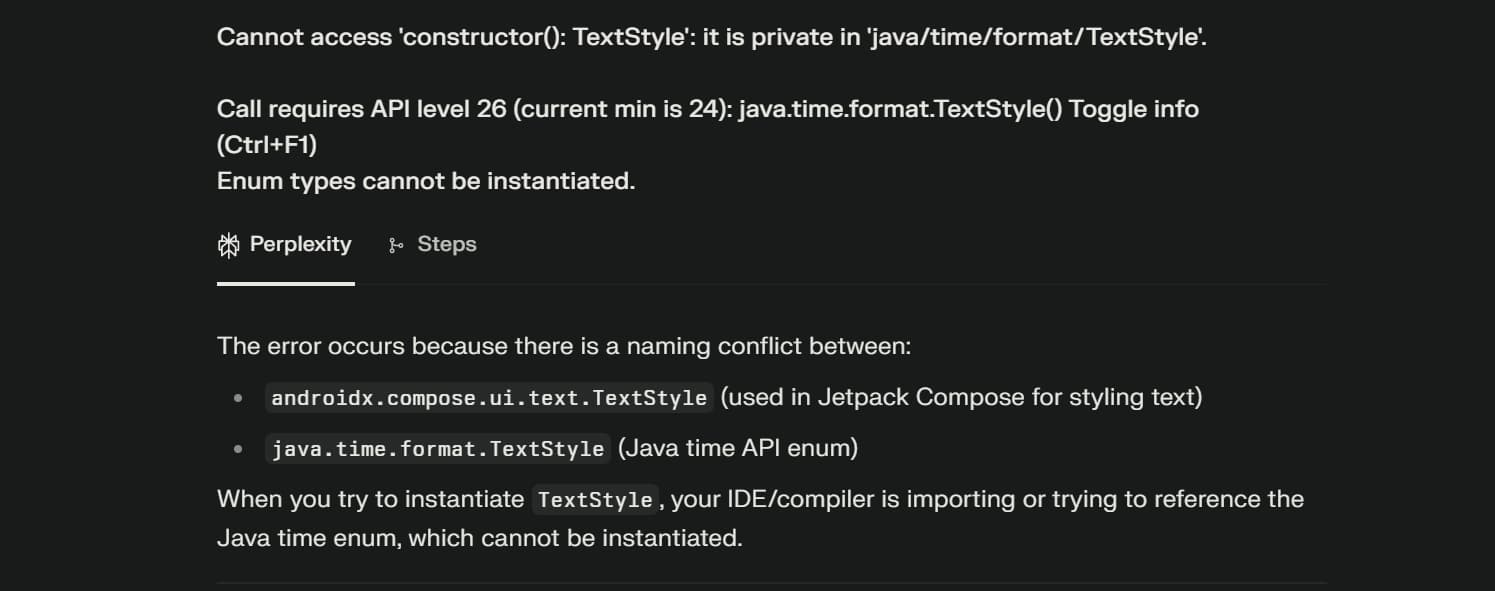 Cannot access 'constructor(): TextStyle': it is private in 'java/time/format/TextStyle'.
Call requires API level 26 (current min is 24): java.time.format.TextStyle() Toggle info
(Ctrl+F1)
Enum types cannot be instantiated.
Perplexity Steps
The error occurs because there is a naming conflict between:
• androidx.compose.ui.text.TextStyle (used in Jetpack Compose for styling text)
• java.time.format.TextStyle (Java time API enum)
When you try to instantiate TextStyle, your IDE/compiler is importing or trying to reference the
Java time enum, which cannot be instantiated.